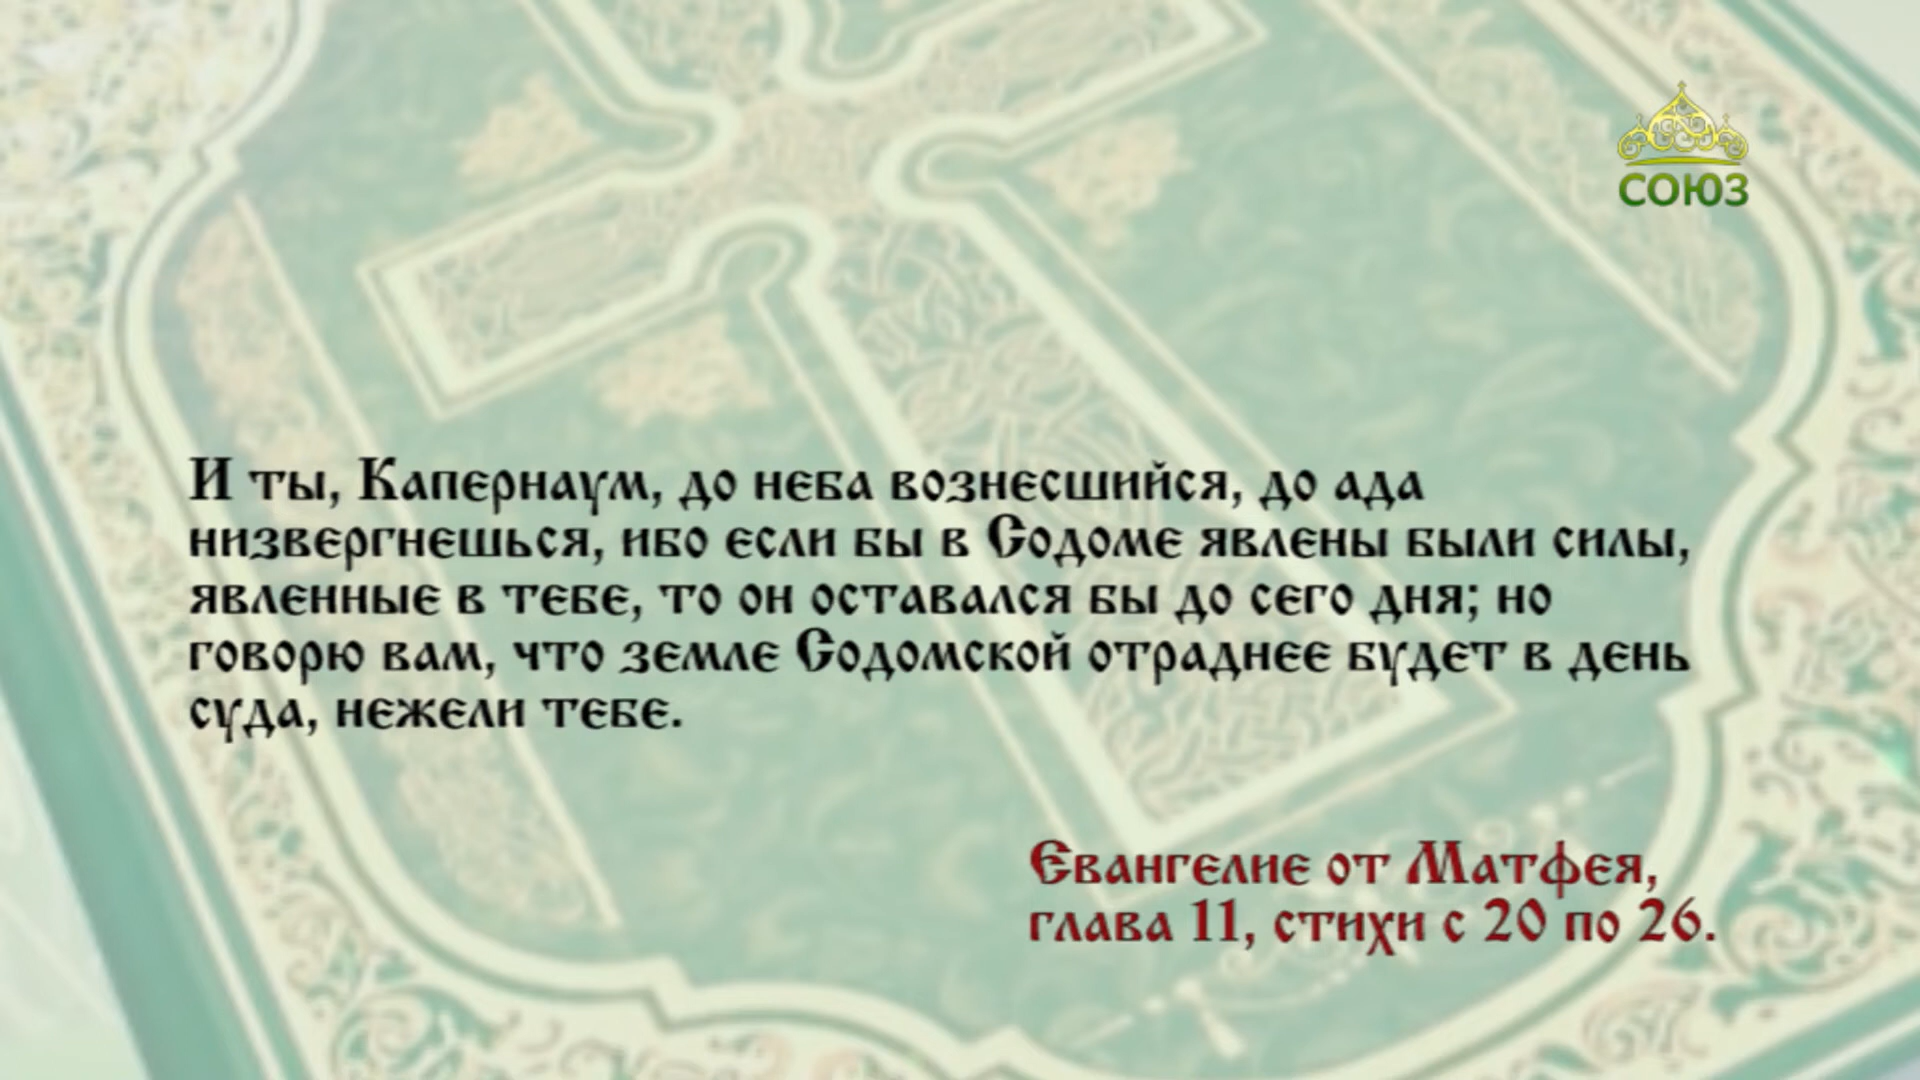 СОЮЗ
И ты, Капернаум, до неба вознесшийся, до ада
низвергнешься, ибо если бы в Содоме явлены были силы,
явленные в тебе, то он оставался бы до сего дня; но
говорю вам, что земле Содомской отраднее будет в день
суда, нежели тебе.
Евангелие от Матфея,
глава 11, стихи с 20 по 26.